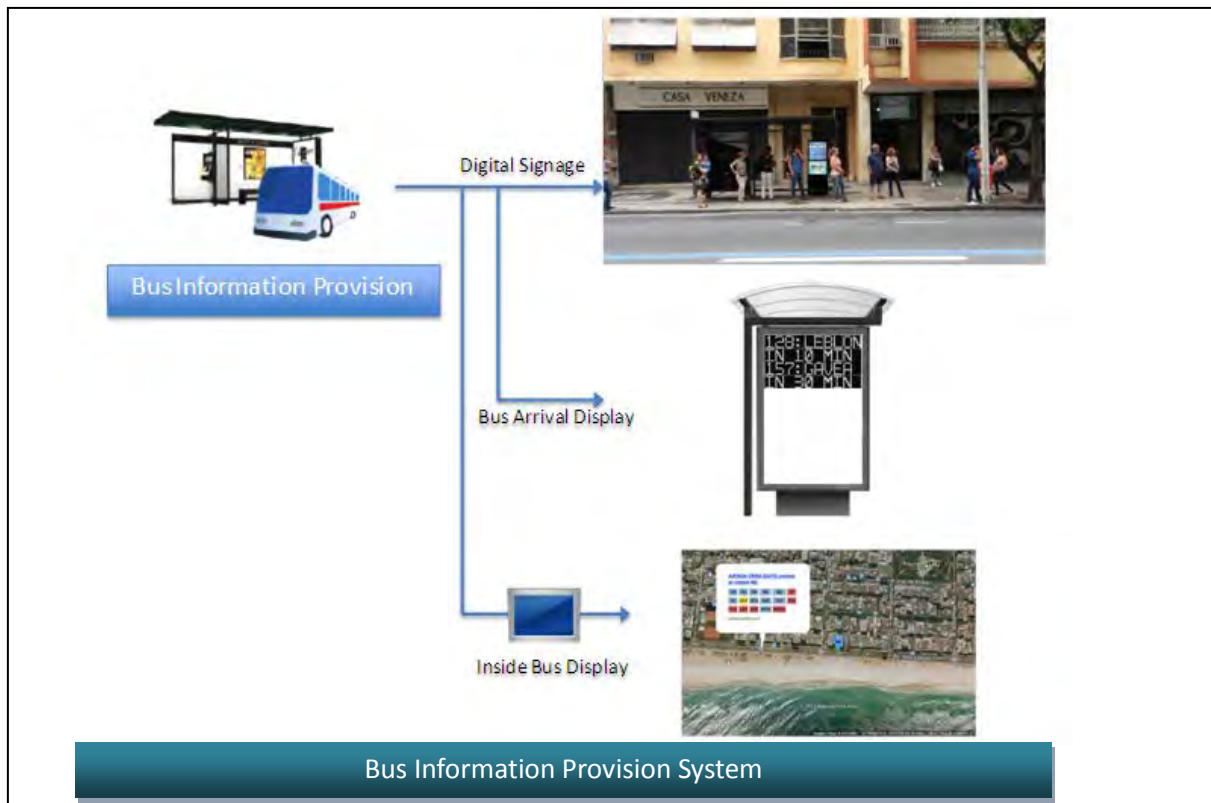 CASA VENEZA
Digital Signage
Bus Information Provision
128:LEBLON
IN 10 MIN
157:GAVEA
IN 30 MIN
Bus Arrival Display
Inside Bus Display
Bus Information Provision System